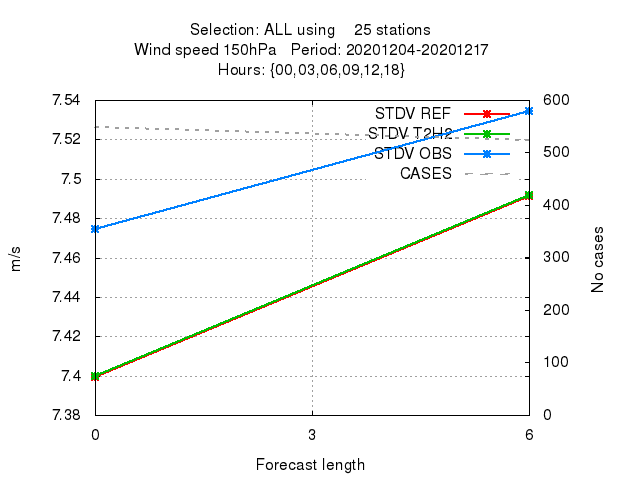 Selection: ALL using 25 stations
Wind speed 150hPa Period: 20201204-20201217
Hours: {00,03,06,09,12,18}
7.54
7.52
7.5
7.48
7.46
7.44
7.42
7.4
7.38
600
500
400
300
200
100
0
STDV REF
STDV T2H2
STDV OBS
CASES
m/s
No cases
0 3 6
Forecast length